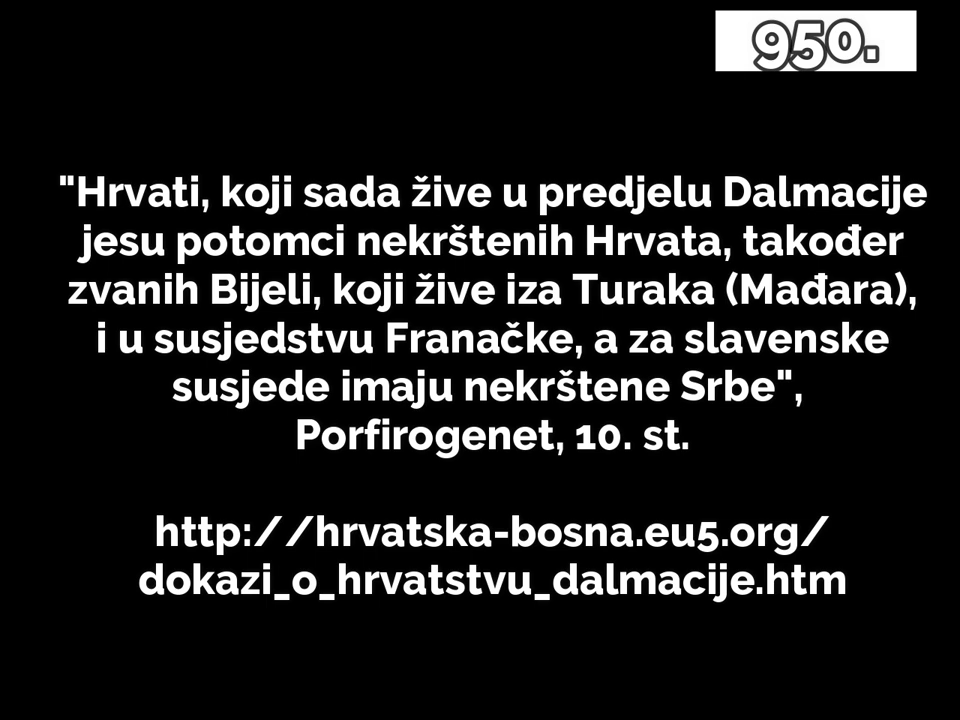 950.
"Hrvati, koji sada žive u predjelu Dalmacije
jesu potomci nekrštenih Hrvata, također
zvanih Bijeli, koji žive iza Turaka (Mađara),
i u susjedstvu Franačke, a za slavenske
susjede imaju nekrštene Srbe",
Porfirogenet, 10. st.
http://hrvatska-bosna.eu5.org/
dokazi_o_hrvatstvu_dalmacije.htm